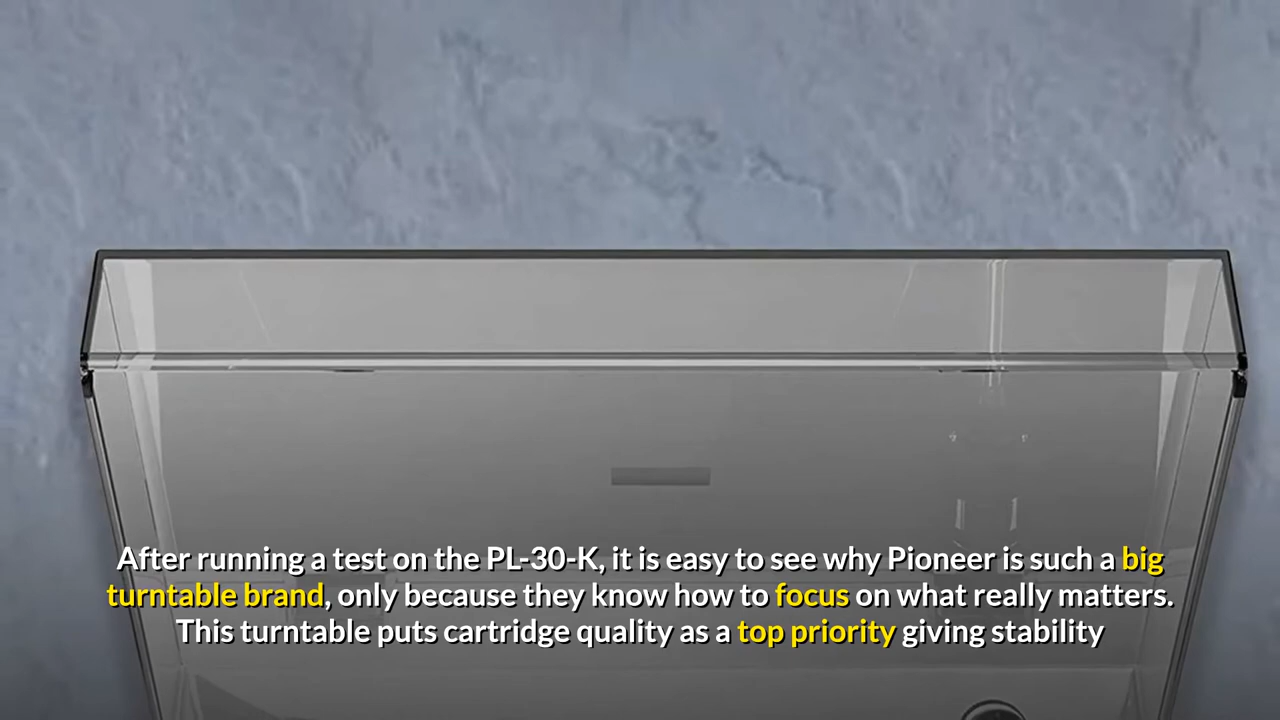 After running a test on the PL-30-K, it is easy to see why Pioneer is such a big
turntable brand, only because they know how to focus on what really matters.
This turntable puts cartridge quality as a top priority giving stability